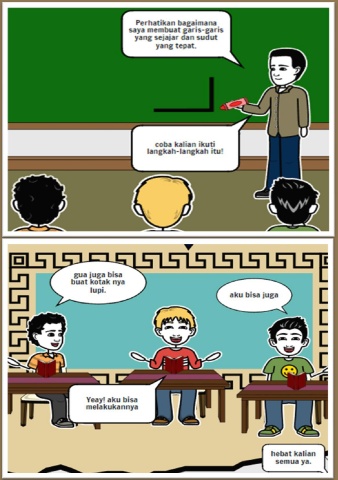 Perhatikan bagaimana
saya membuat garis-garis
yang sejajar dan sudut
yang tepat.
coba kalian ikuti
langkah-langkah itu!
gua juga bisa
buat kotak nya
lupi.
aku bisa juga
Yeay! aku bisa
melakukannya
hebat kalian
semua ya.